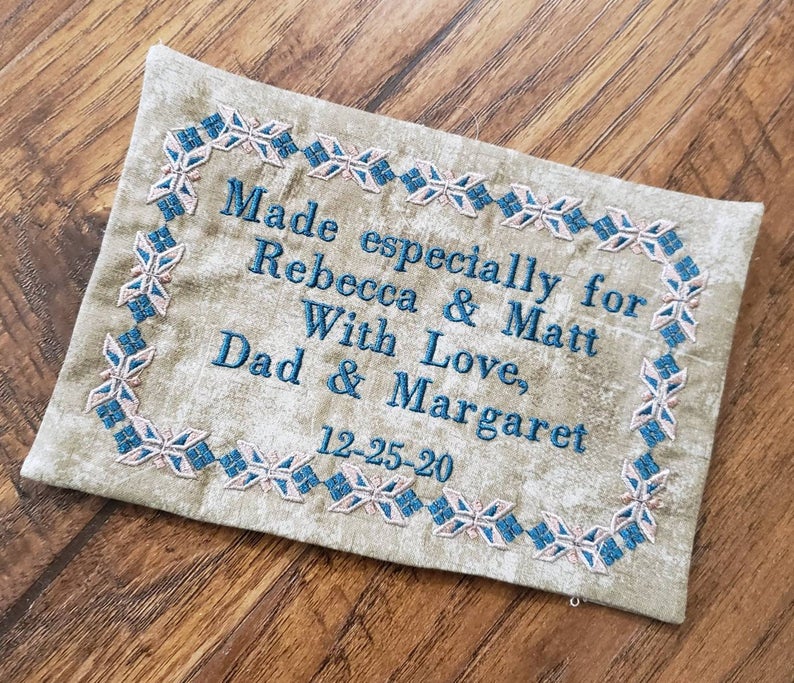 Made especially for
Rebecca & Matt
With Love,
Dad & Margaret
12-25-20